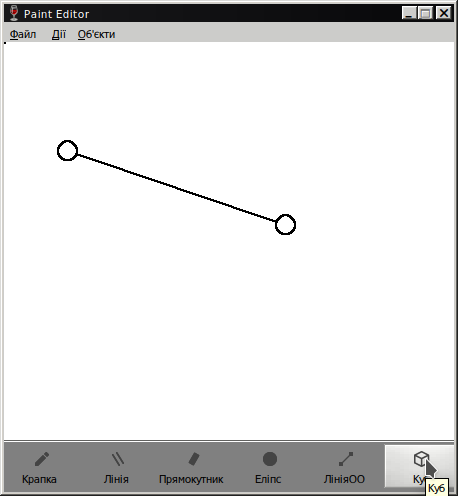 Paint Editor
Файл Дії Об'єкти
Крапка Лінія Прямокутник Еліпс ЛініяОО
Куб